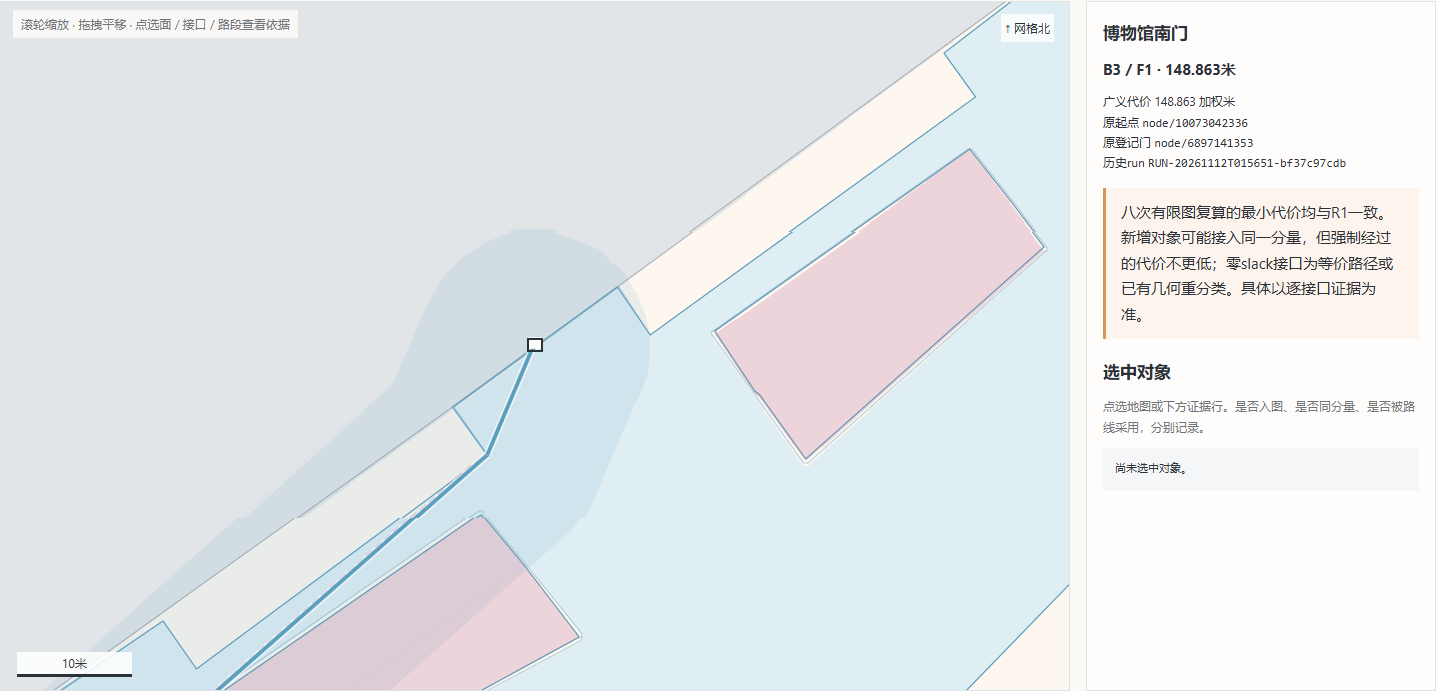 滚轮缩放 · 拖拽平移 · 点选面 / 接口 / 路段查看依据
↑ 网格北
10米
博物馆南门
B3 / F1 · 148.863米
广义代价 148.863 加权米
原起点 node/10073042336
原登记门 node/6897141353
历史run RUN-20261112T015651-bf37c97cdb
八次有限图复算的最小代价均与R1一致。
新增对象可能接入同一分量，但强制经过
的代价不更低；零slack接口为等价路径或
已有几何重分类。具体以逐接口证据为
准。
选中对象
点选地图或下方证据行。是否入图、是否同分量、是否被路
线采用，分别记录。
尚未选中对象。